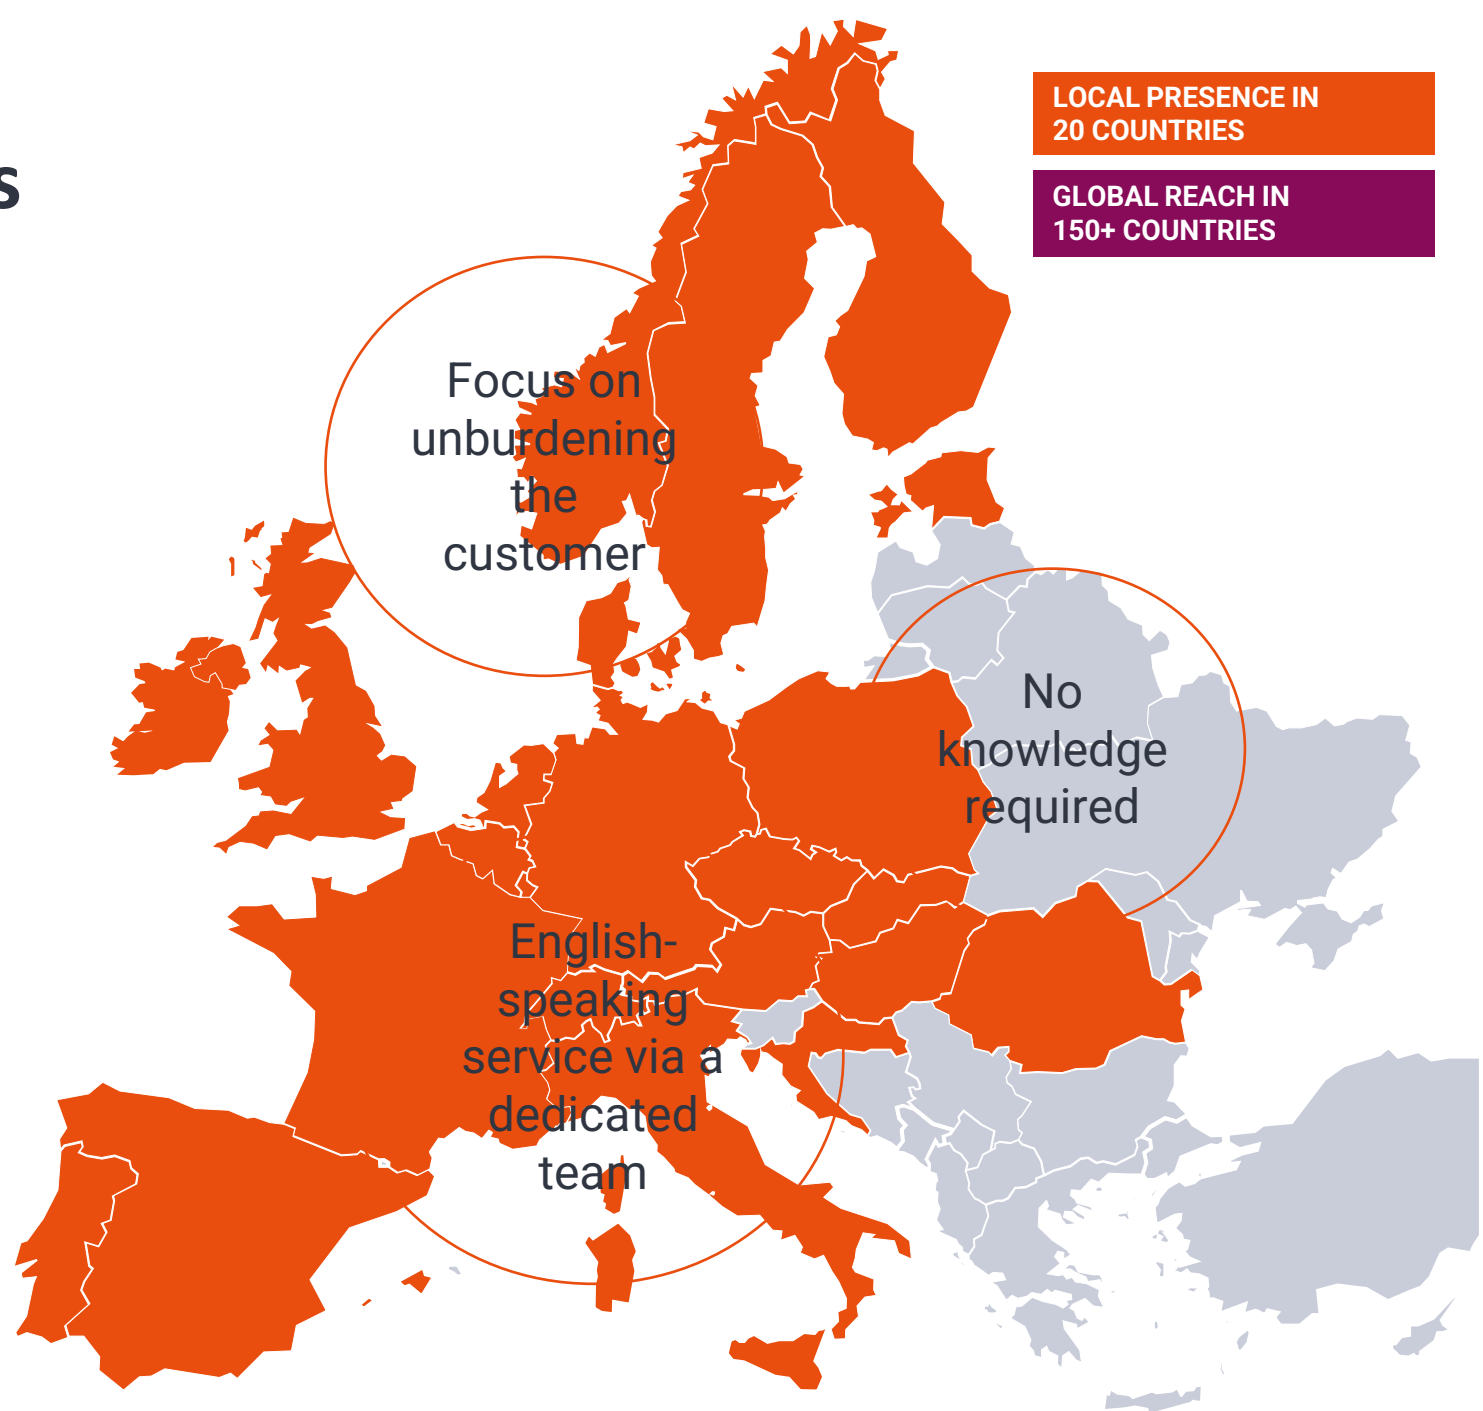 s
LOCAL PRESENCE IN
20 COUNTRIES
GLOBAL REACH IN
150+ COUNTRIES
Focus on
unburdening
the
customer
No
knowledge
required
English-
speaking
service via a
dedicated
team